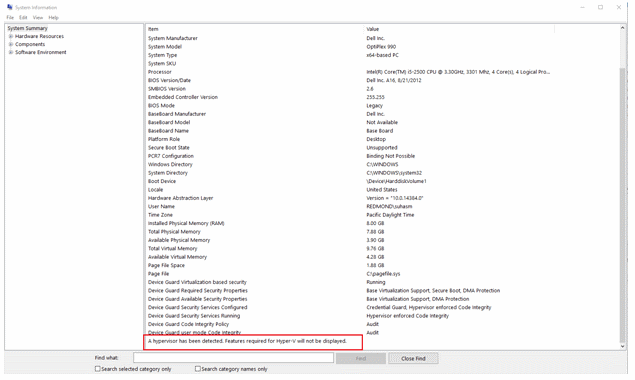 System Information
File Edit View Help
System Summary
Hardware Resources
Components
Software Environment
Item Value
System Manufacturer Dell Inc.
System Model OptiPlex 990
System Type x64-based PC
System SKU
Processor Intel(R) Core(TM) i5-2500 CPU @ 3.30GHz, 3301 Mhz, 4 Core(s), 4 Logical Pro...
BIOS Version/Date Dell Inc. A16, 8/21/2012
SMBIOS Version 2.6
Embedded Controller Version 255.255
BIOS Mode Legacy
BaseBoard Manufacturer Dell Inc.
BaseBoard Model Not Available
BaseBoard Name Base Board
Platform Role Desktop
Secure Boot State Unsupported
PCR7 Configuration Binding Not Possible
Windows Directory C:\WINDOWS
System Directory C:\WINDOWS\system32
Boot Device \Device\HarddiskVolume1
Locale United States
Hardware Abstraction Layer Version = "10.0.14384.0"
User Name REDMOND\suhasm
Time Zone Pacific Daylight Time
Installed Physical Memory (RAM) 8.00 GB
Total Physical Memory 7.88 GB
Available Physical Memory 3.90 GB
Total Virtual Memory 9.76 GB
Available Virtual Memory 4.28 GB
Page File Space 1.88 GB
Page File C:\pagefile.sys
Device Guard Virtualization based security Running
Device Guard Required Security Properties Base Virtualization Support, Secure Boot, DMA Protection
Device Guard Available Security Properties Base Virtualization Support, DMA Protection
Device Guard Security Services Configured Credential Guard, Hypervisor enforced Code Integrity
Device Guard Security Services Running Hypervisor enforced Code Integrity
Device Guard Code Integrity Policy Audit
Device Guard user mode Code Integrity Audit
A hypervisor has been detected. Features required for Hyper-V will not be displayed.
Find what: Find Close Find
Search selected category only Search category names only